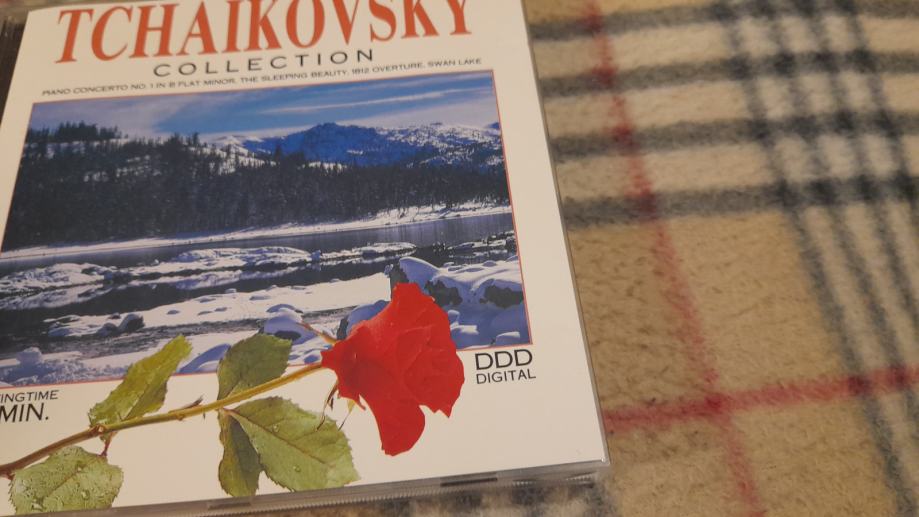 TCHAIKOVSKY
COLLECTION
PIANO CONCERTO NO. 1 IN B FLAT MINOR, THE SLEEPING BEAUTY, 1812 OVERTURE, SWAN LAKE
DDD
DIGITAL
INGTIME
MIN.